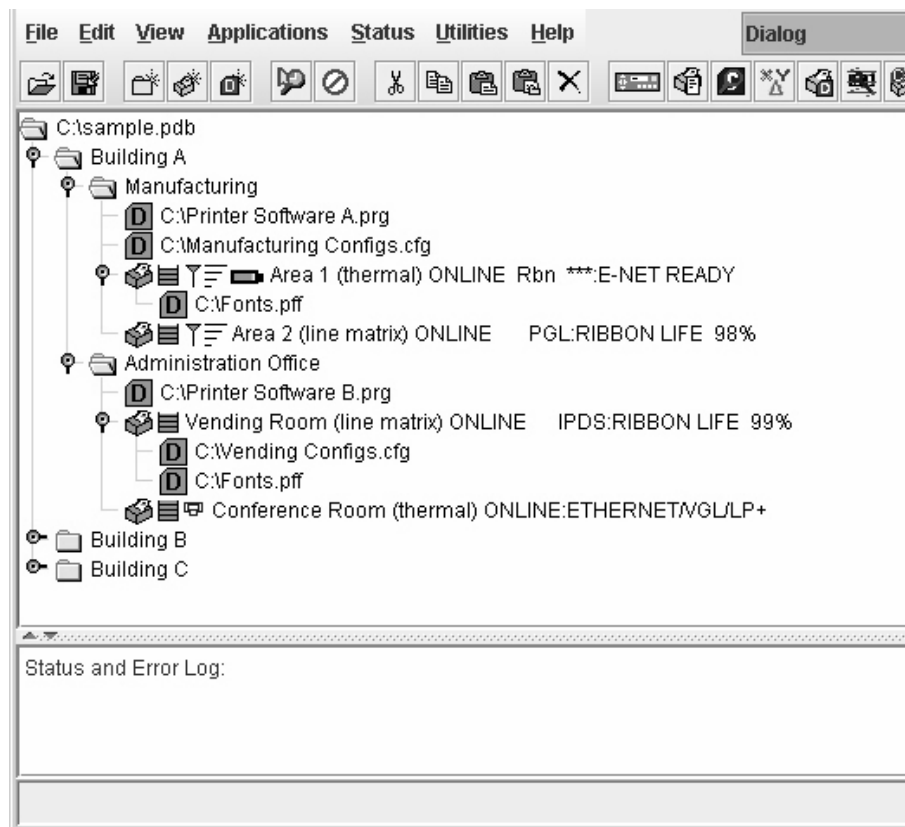 File Edit View Applications Status Utilities Help Dialog
C:\sample.pdb
Building A
Manufacturing
D C:\Printer Software A.prg
D C:\Manufacturing Configs.cfg
Area 1 (thermal) ONLINE Rbn ***:E-NET READY
D C:\Fonts.pff
Area 2 (line matrix) ONLINE PGL:RIBBON LIFE 98%
Administration Office
D C:\Printer Software B.prg
Vending Room (line matrix) ONLINE IPDS:RIBBON LIFE 99%
D C:\Vending Configs.cfg
D C:\Fonts.pff
Conference Room (thermal) ONLINE:ETHERNET/VGL/LP+
Building B
Building C
Status and Error Log: